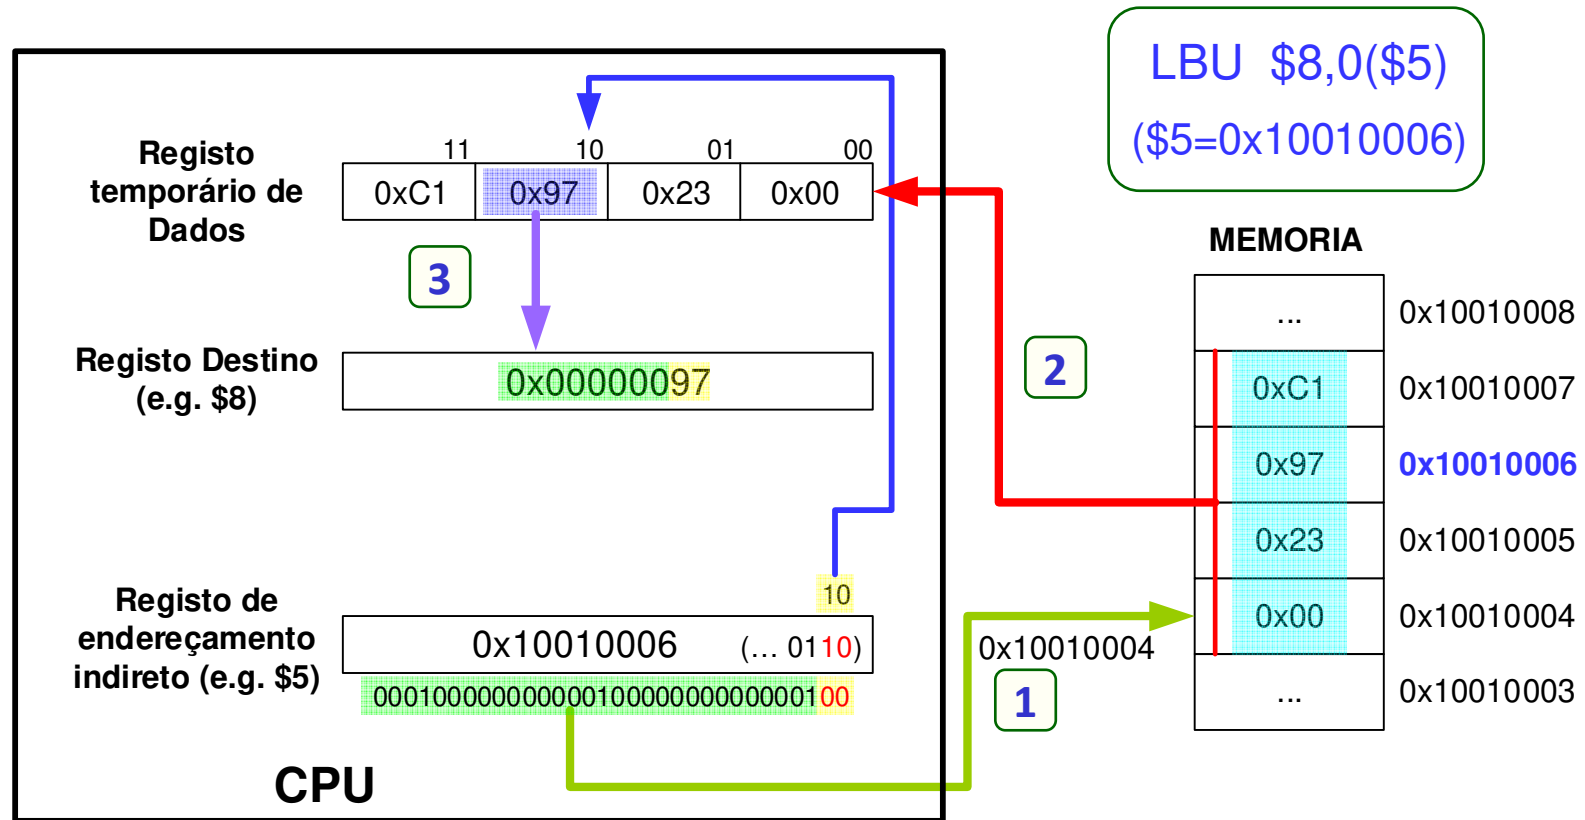 LBU $8,0($5)
($5=0x10010006)
Registo
temporário de
Dados
11 10 01 00
0xC1 0x97 0x23 0x00
3
Registo Destino
(e.g. $8)
0x00000097
10
Registo de
endereçamento
indireto (e.g. $5)
0x10010006 (... 0110)
00010000000000010000000000000100
CPU
0x10010004
1
2
MEMORIA
... 0x10010008
0xC1 0x10010007
0x97 0x10010006
0x23 0x10010005
0x00 0x10010004
... 0x10010003